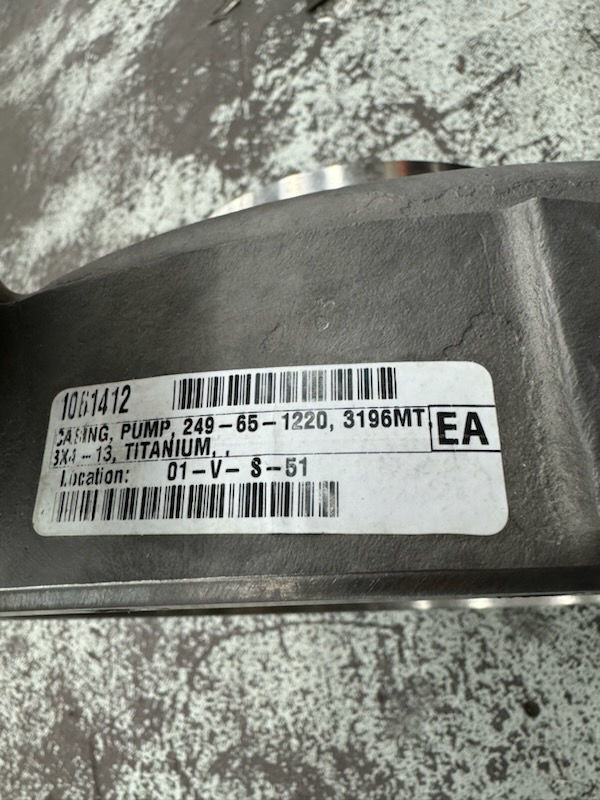 1061412
CASING, PUMP, 249-65-1220, 3196MT,
EA
3X4-13, TITANIUM, ,
Location: 01-V-S-51